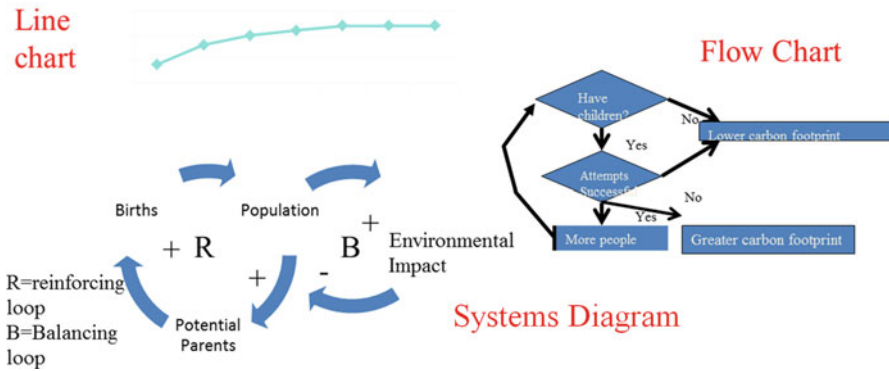 Line
chart
Flow Chart
Have
children?
No
Lower carbon footprint
Yes
Attempts
No
Yes
More people
Greater carbon footprint
Births
Population
+ R
B +
+
-
Environmental
Impact
R=reinforcing
loop
B=Balancing
loop
Potential
Parents
Systems Diagram